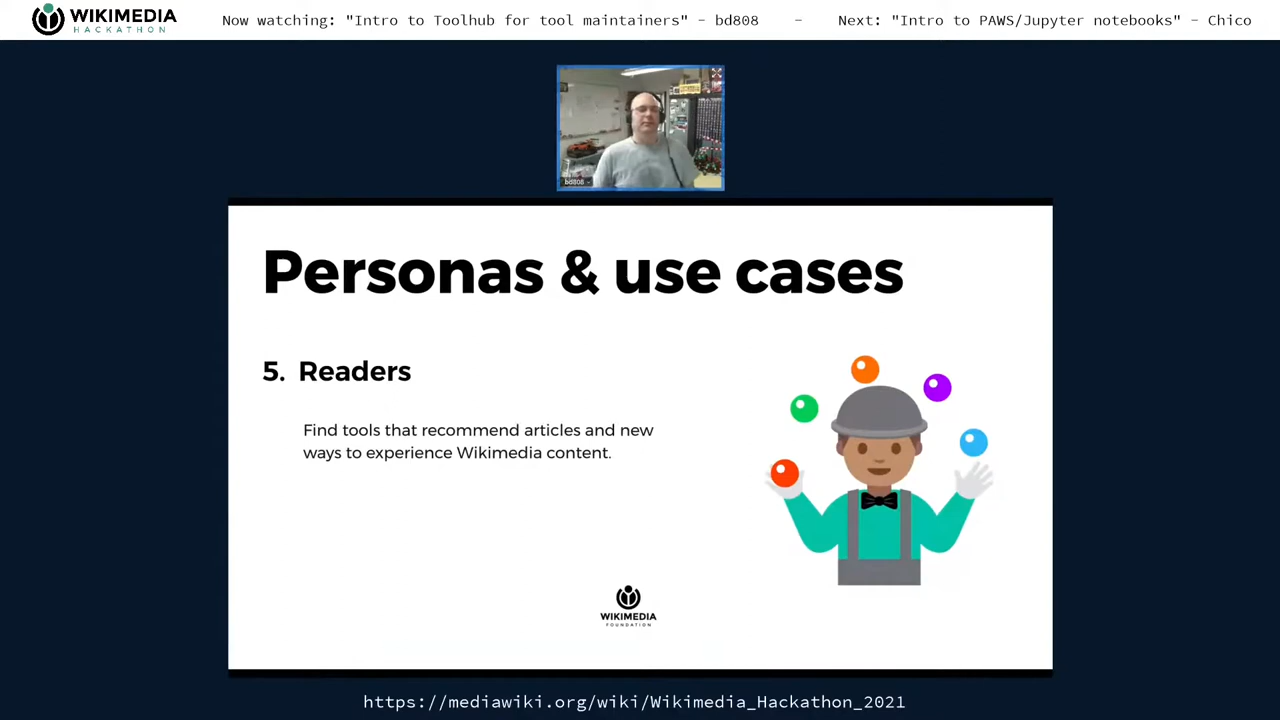 WIKIMEDIA
HACKATHON
Now watching: "Intro to Toolhub for tool maintainers" - bd808 - Next: "Intro to PAWS/Jupyter notebooks" - Chico
bd808
Personas & use cases
5. Readers
Find tools that recommend articles and new
ways to experience Wikimedia content.
WIKIMEDIA
FOUNDATION
https://mediawiki.org/wiki/Wikimedia_Hackathon_2021